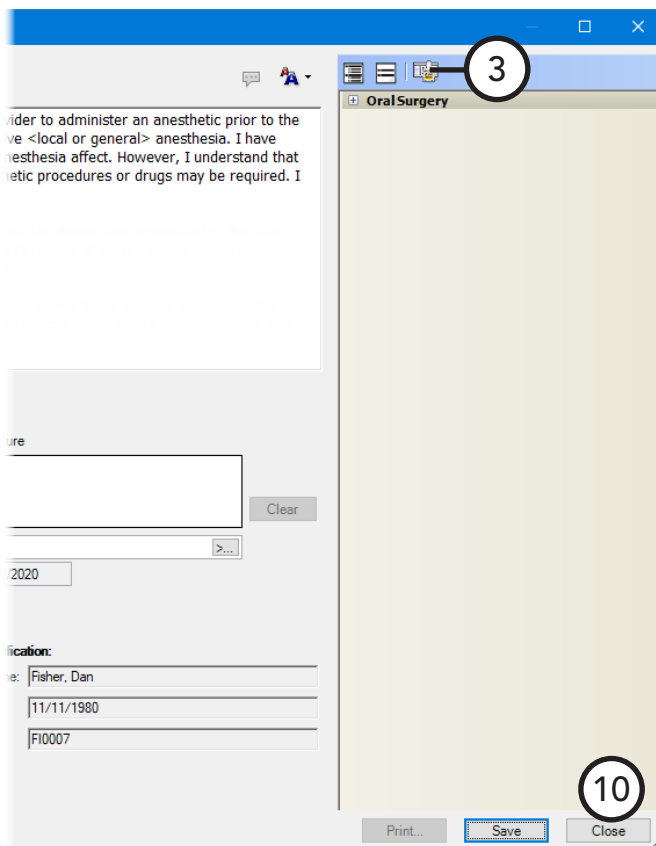 3
Oral Surgery
vider to administer an anesthetic prior to the
ve <local or general> anesthesia. I have
nesthesia affect. However, I understand that
etic procedures or drugs may be required. I
ure
Clear
>...
/2020
fication:
e: Fisher, Dan
11/11/1980
FI0007
10
Print... Save Close